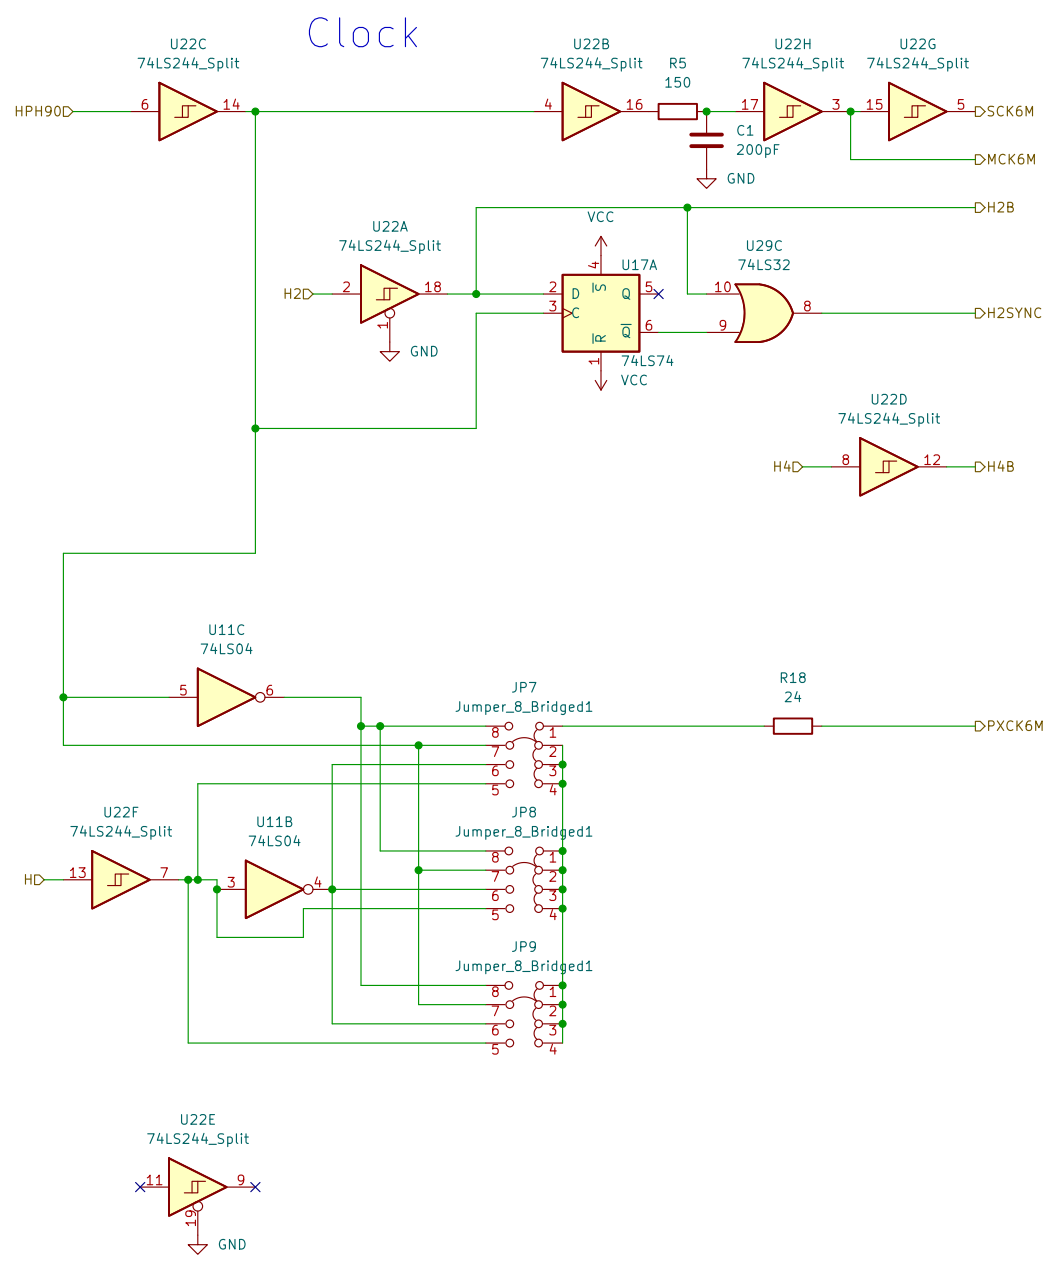 Clock
U22C
74LS244_Split
HPH90
6
14
U22B
74LS244_Split
4
16
R5
150
C1
200pF
GND
U22H
74LS244_Split
17
3
U22G
74LS244_Split
15
5
SCK6M
MCK6M
H2B
U22A
74LS244_Split
H2
2
18
1
GND
VCC
4
U17A
2
D
S
Q
5
3
C
R
Q
6
1
74LS74
VCC
U29C
74LS32
10
9
8
H2SYNC
U22D
74LS244_Split
H4
8
12
H4B
U11C
74LS04
5
6
JP7
Jumper_8_Bridged1
8
1
7
2
6
3
5
4
R18
24
PXCK6M
U22F
74LS244_Split
H
13
7
U11B
74LS04
3
4
JP8
Jumper_8_Bridged1
8
1
7
2
6
3
5
4
JP9
Jumper_8_Bridged1
8
1
7
2
6
3
5
4
U22E
74LS244_Split
11
9
19
GND